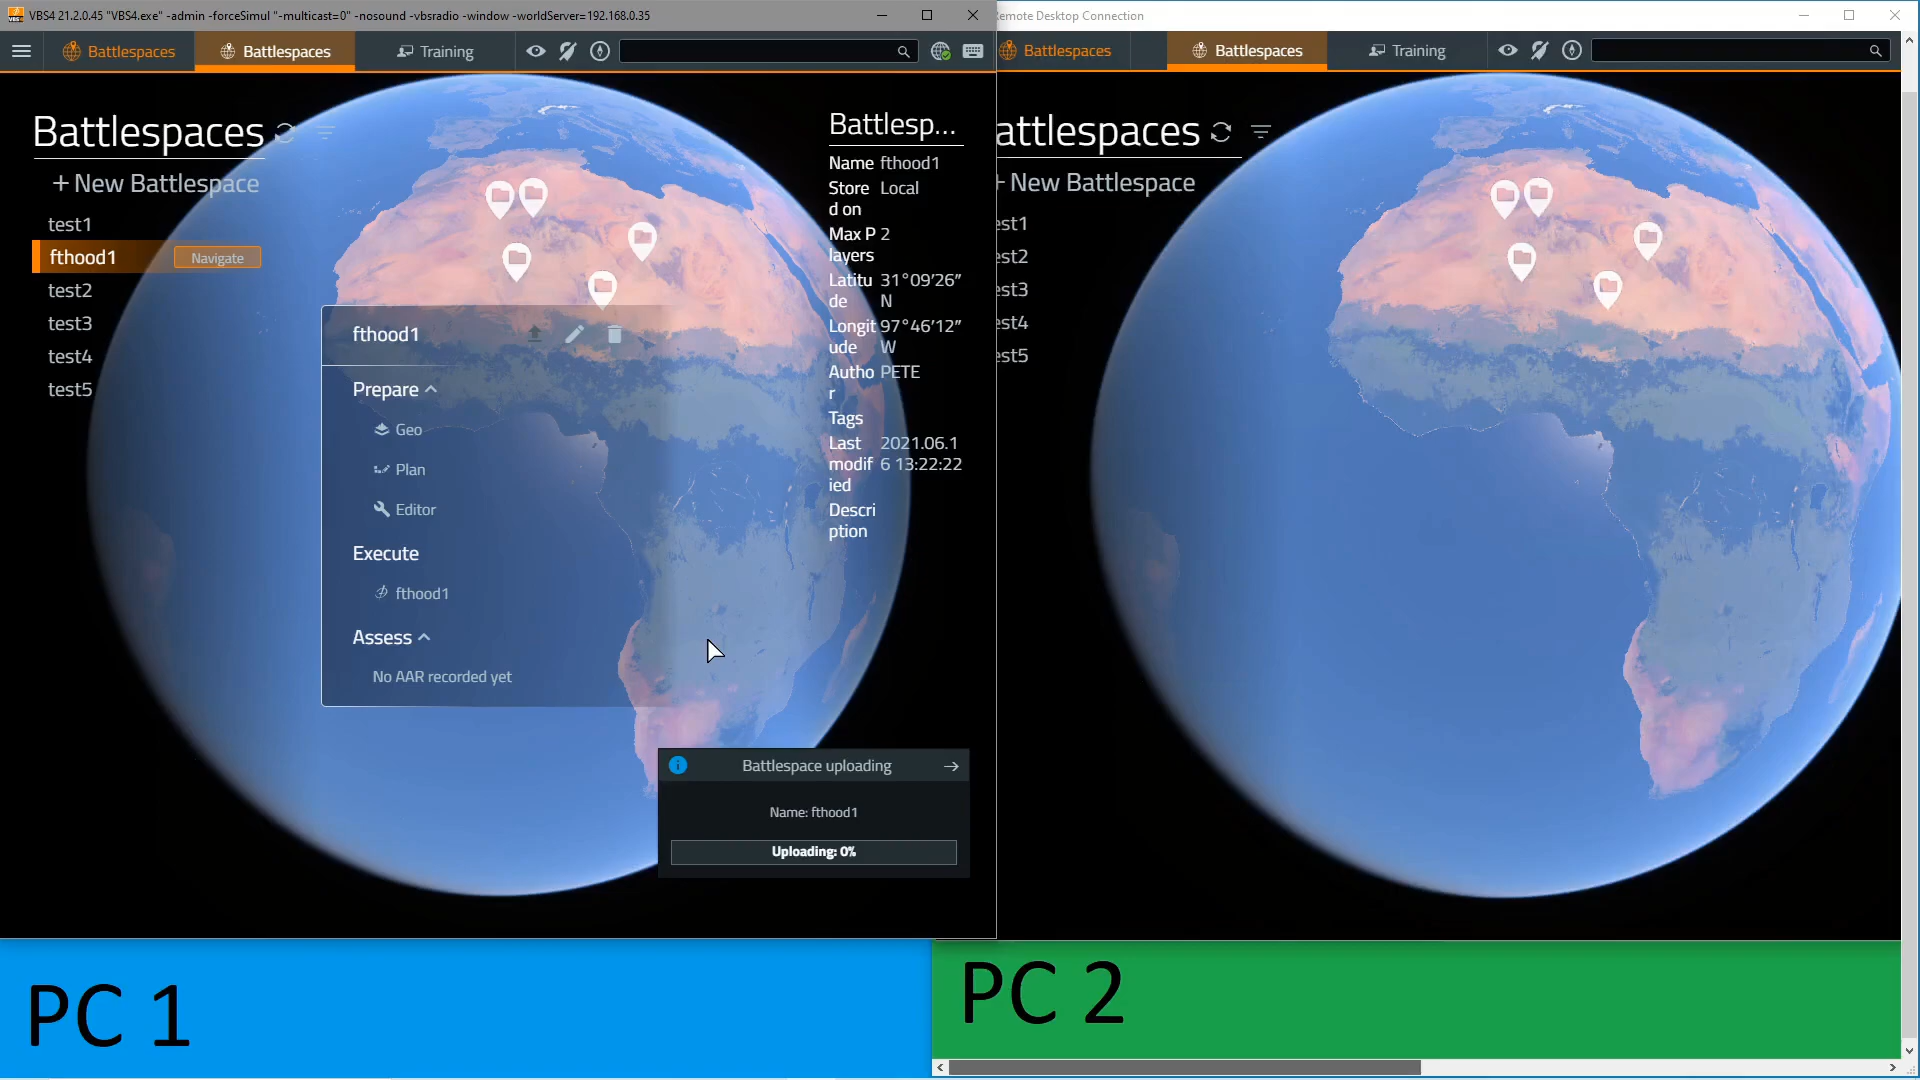 VBS4 21.2.0.45 "VBS4.exe" -admin -forceSimul "-multicast=0" -nosound -vbsradio -window -worldServer=192.168.0.35
Battlespaces
Battlespaces
Training
Battlespaces
+ New Battlespace
test1
fthood1
Navigate
test2
test3
test4
test5
fthood1
Prepare
Geo
Plan
Editor
Execute
fthood1
Assess
No AAR recorded yet
Battlesp...
Name fthood1
Store Local
d on
Max P 2
layers
Latitu 31°09'26"
de N
Longit 97°46'12"
ude W
Autho PETE
r
Tags
Last 2021.06.1
modif 6 13:22:22
ied
Descri
ption
Battlespace uploading
Name: fthood1
Uploading: 0%
PC 1
emote Desktop Connection
Battlespaces
Battlespaces
Training
attlespaces
+ New Battlespace
est1
est2
est3
est4
est5
PC 2